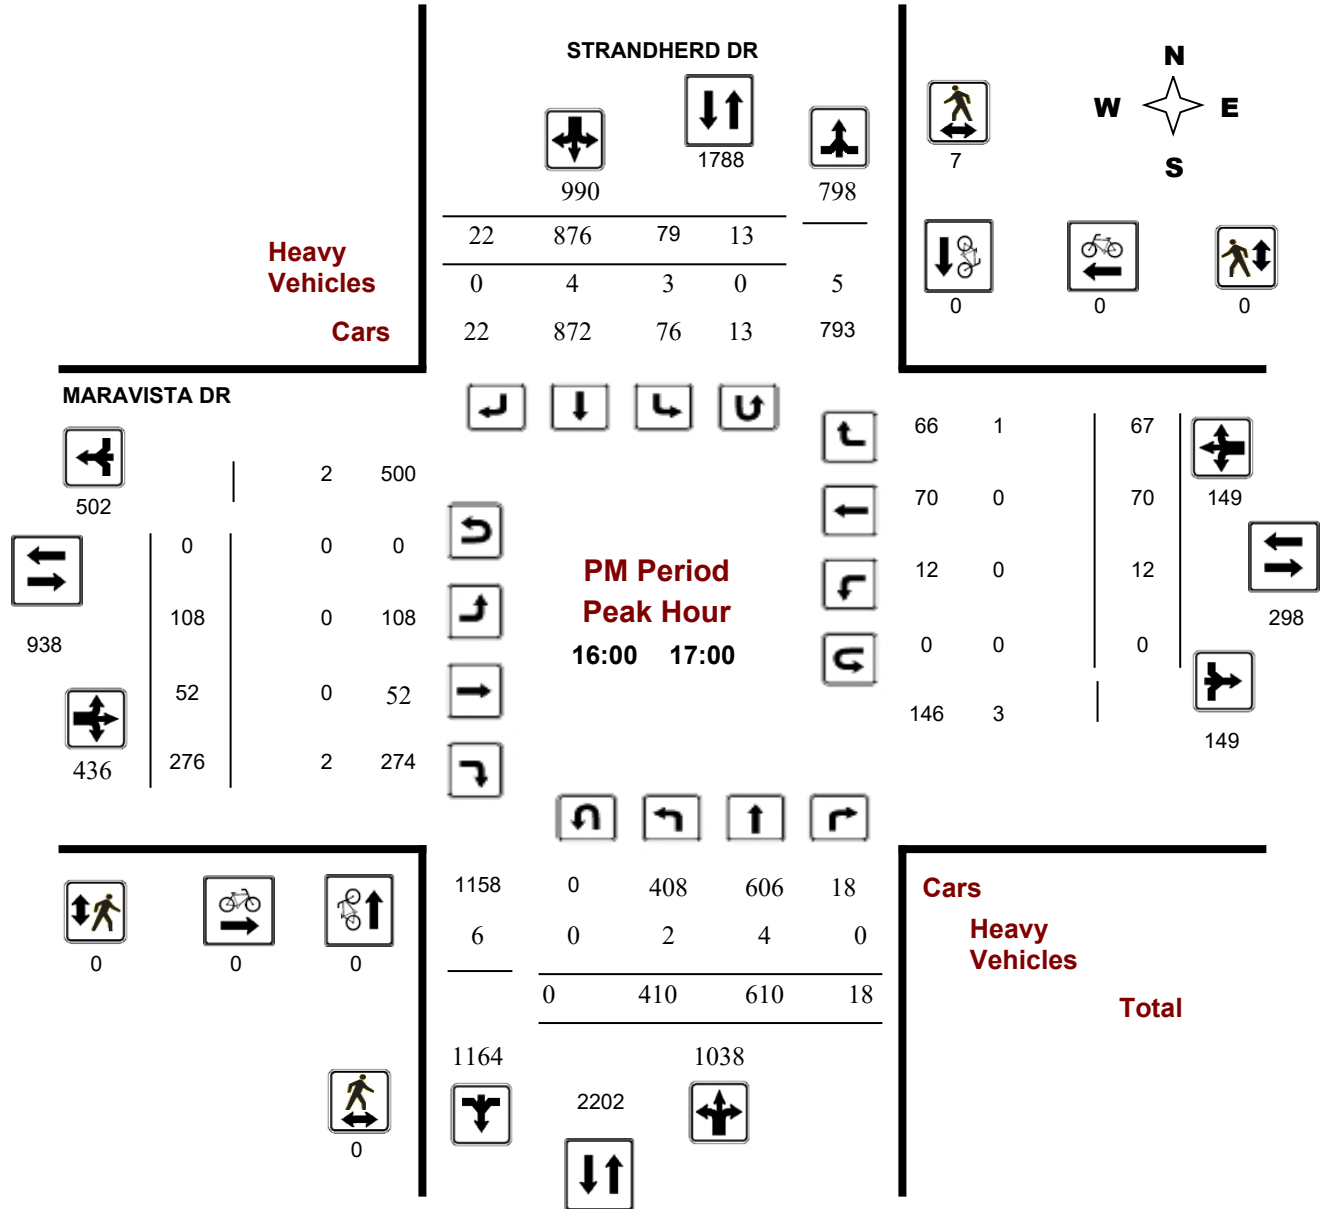 STRANDHERD DR
N
W E
S
1788
7
990
798
22 876 79 13
Heavy
Vehicles
0 4 3 0 5
0 0 0
Cars
22 872 76 13 793
MARAVISTA DR
66 1 67
2 500
502
70 0 70
149
0 0 0
PM Period
12 0 12
Peak Hour
108 0 108
298
938
16:00 17:00
0 0 0
52 0 52
146 3
149
436
276 2 274
1158 0 408 606 18
Cars
6 0 2 4 0
Heavy
Vehicles
0 0 0
0 410 610 18
Total
1164
1038
2202
0